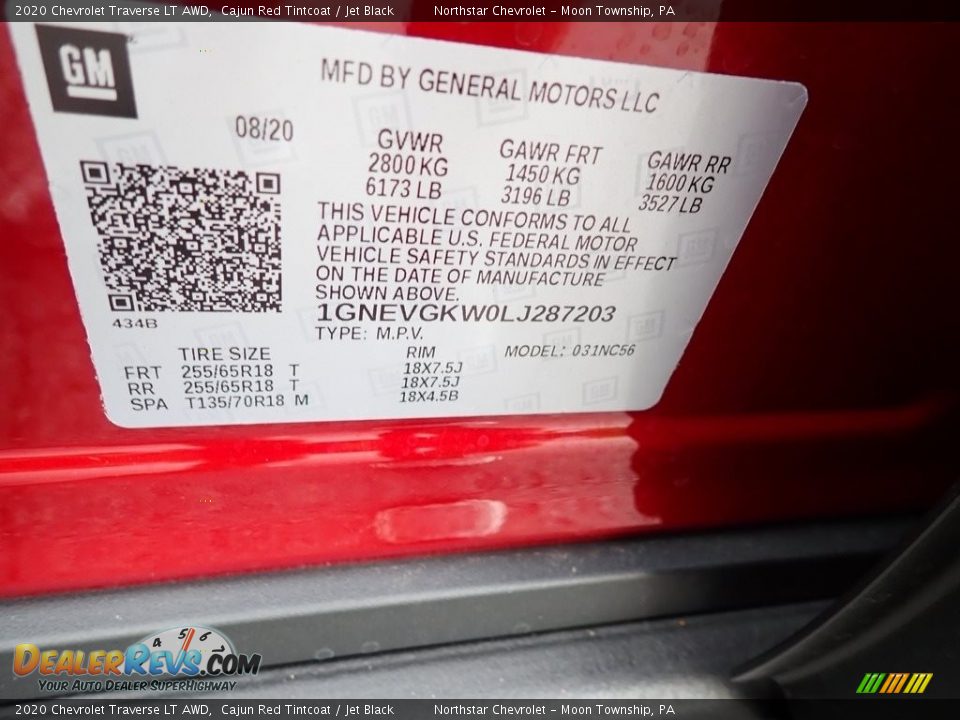 2020 Chevrolet Traverse LT AWD, Cajun Red Tintcoat / Jet Black Northstar Chevrolet - Moon Township, PA
GM
MFD BY GENERAL MOTORS LLC
08/20
GVWR GAWR FRT GAWR RR
2800 KG 1450 KG 1600 KG
6173 LB 3196 LB 3527 LB
THIS VEHICLE CONFORMS TO ALL
APPLICABLE U.S. FEDERAL MOTOR
VEHICLE SAFETY STANDARDS IN EFFECT
ON THE DATE OF MANUFACTURE
SHOWN ABOVE.
434B
1GNEVGKW0LJ287203
TYPE: M.P.V.
TIRE SIZE RIM MODEL: 031NC56
FRT 255/65R18 T 18X7.5J
RR 255/65R18 T 18X7.5J
SPA T135/70R18 M 18X4.5B
4 5 6
DEALERREVS.COM
YOUR AUTO DEALER SUPERHIGHWAY
2020 Chevrolet Traverse LT AWD, Cajun Red Tintcoat / Jet Black Northstar Chevrolet - Moon Township, PA